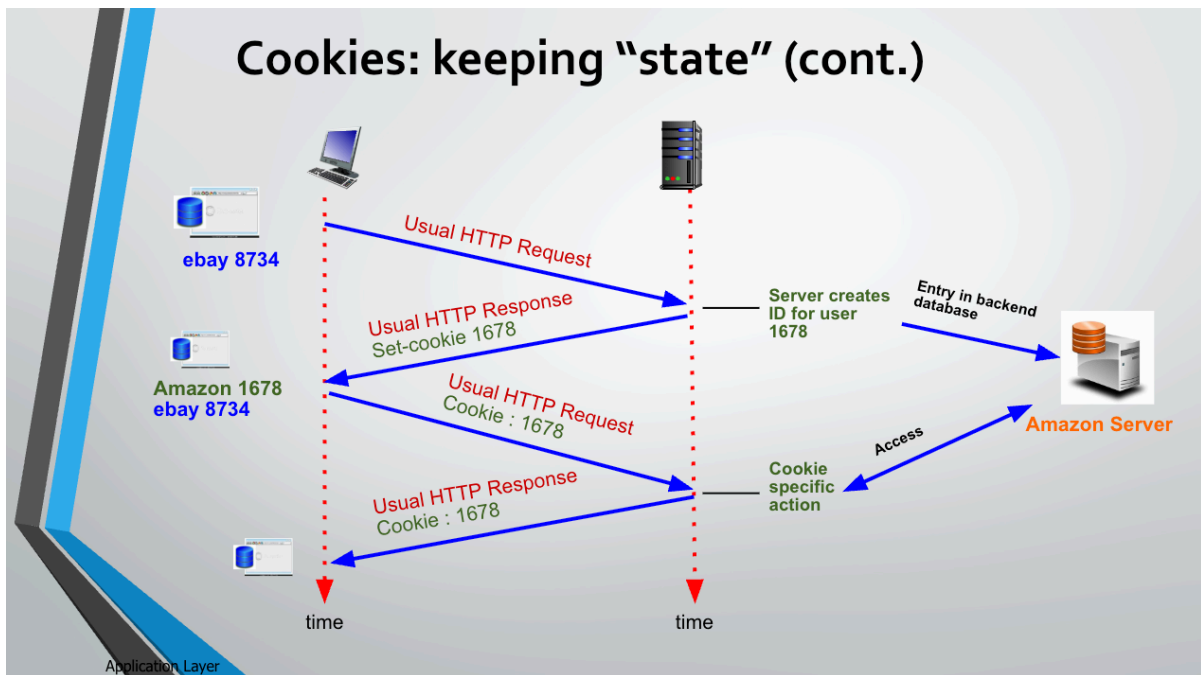 Cookies: keeping “state” (cont.)
ebay 8734
Usual HTTP Request
Server creates
ID for user
1678
Entry in backend
database
Usual HTTP Response
Set-cookie 1678
Amazon 1678
ebay 8734
Usual HTTP Request
Cookie : 1678
Amazon Server
Access
Cookie
specific
action
Usual HTTP Response
Cookie : 1678
time
time
Application Layer